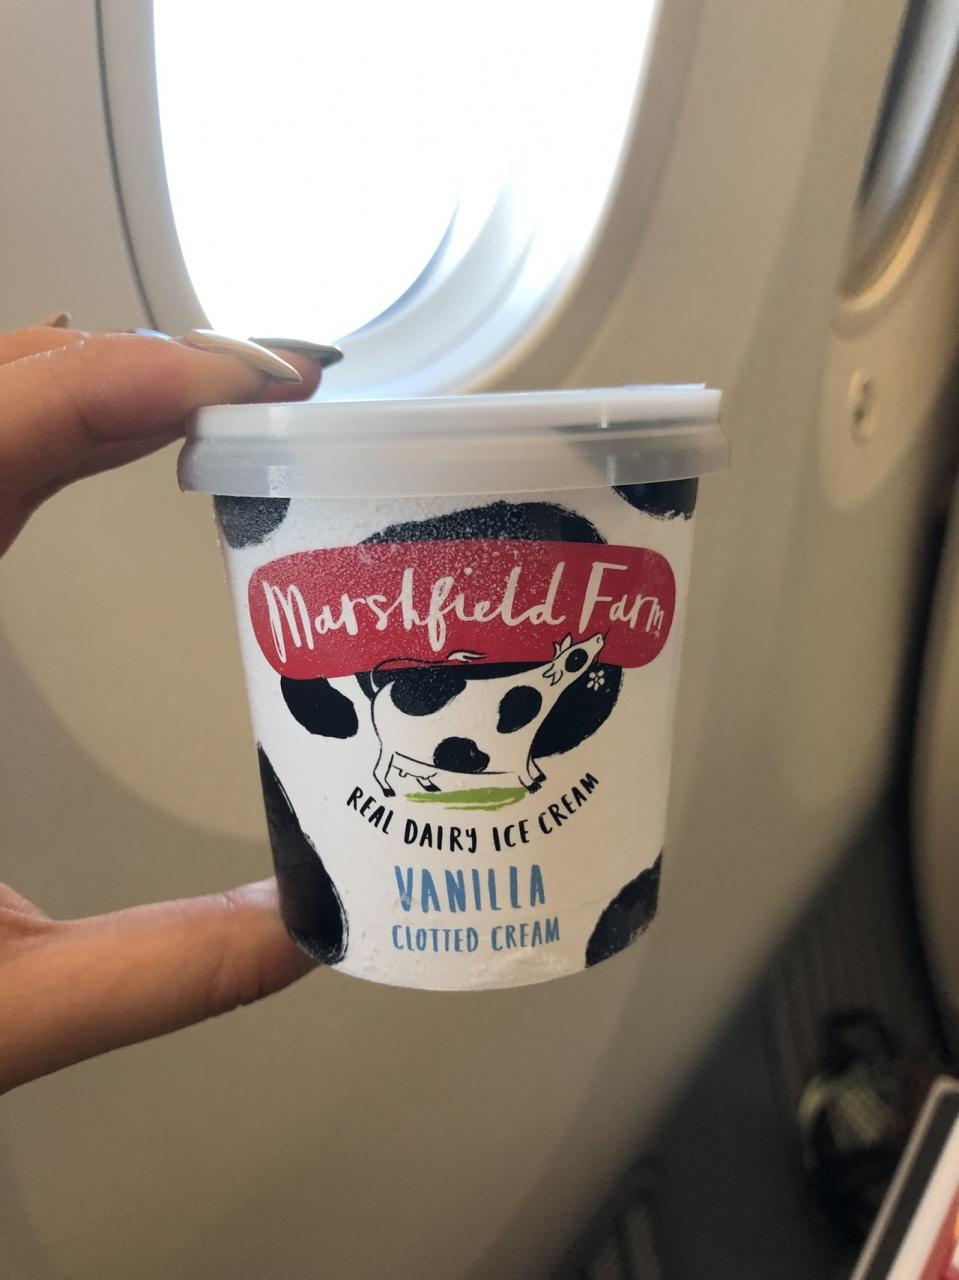 Marshfield Farm
REAL DAIRY ICE CREAM
VANILLA
CLOTTED CREAM